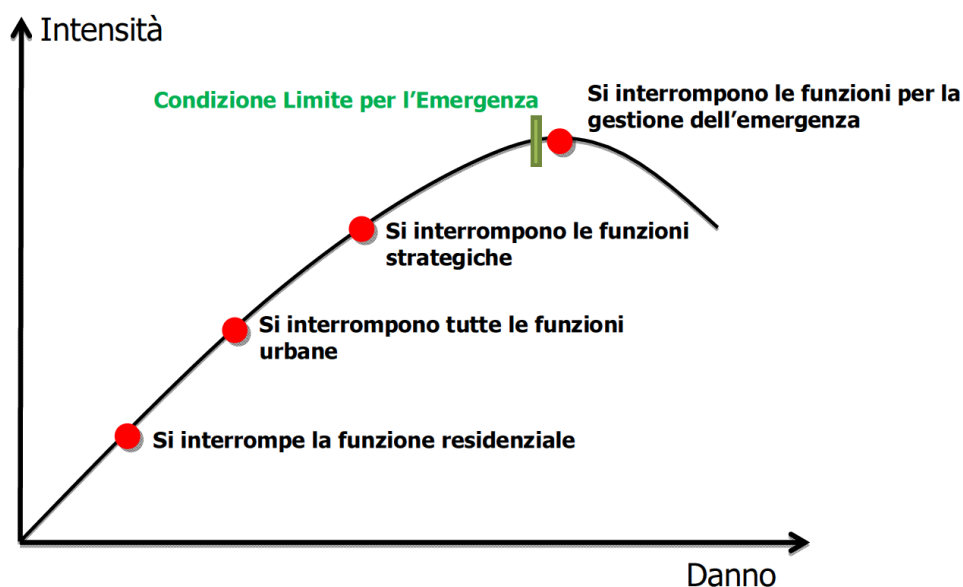 Intensità
Condizione Limite per l'Emergenza
Si interrompono le funzioni per la
gestione dell'emergenza
Si interrompono le funzioni
strategiche
Si interrompono tutte le funzioni
urbane
Si interrompe la funzione residenziale
Danno